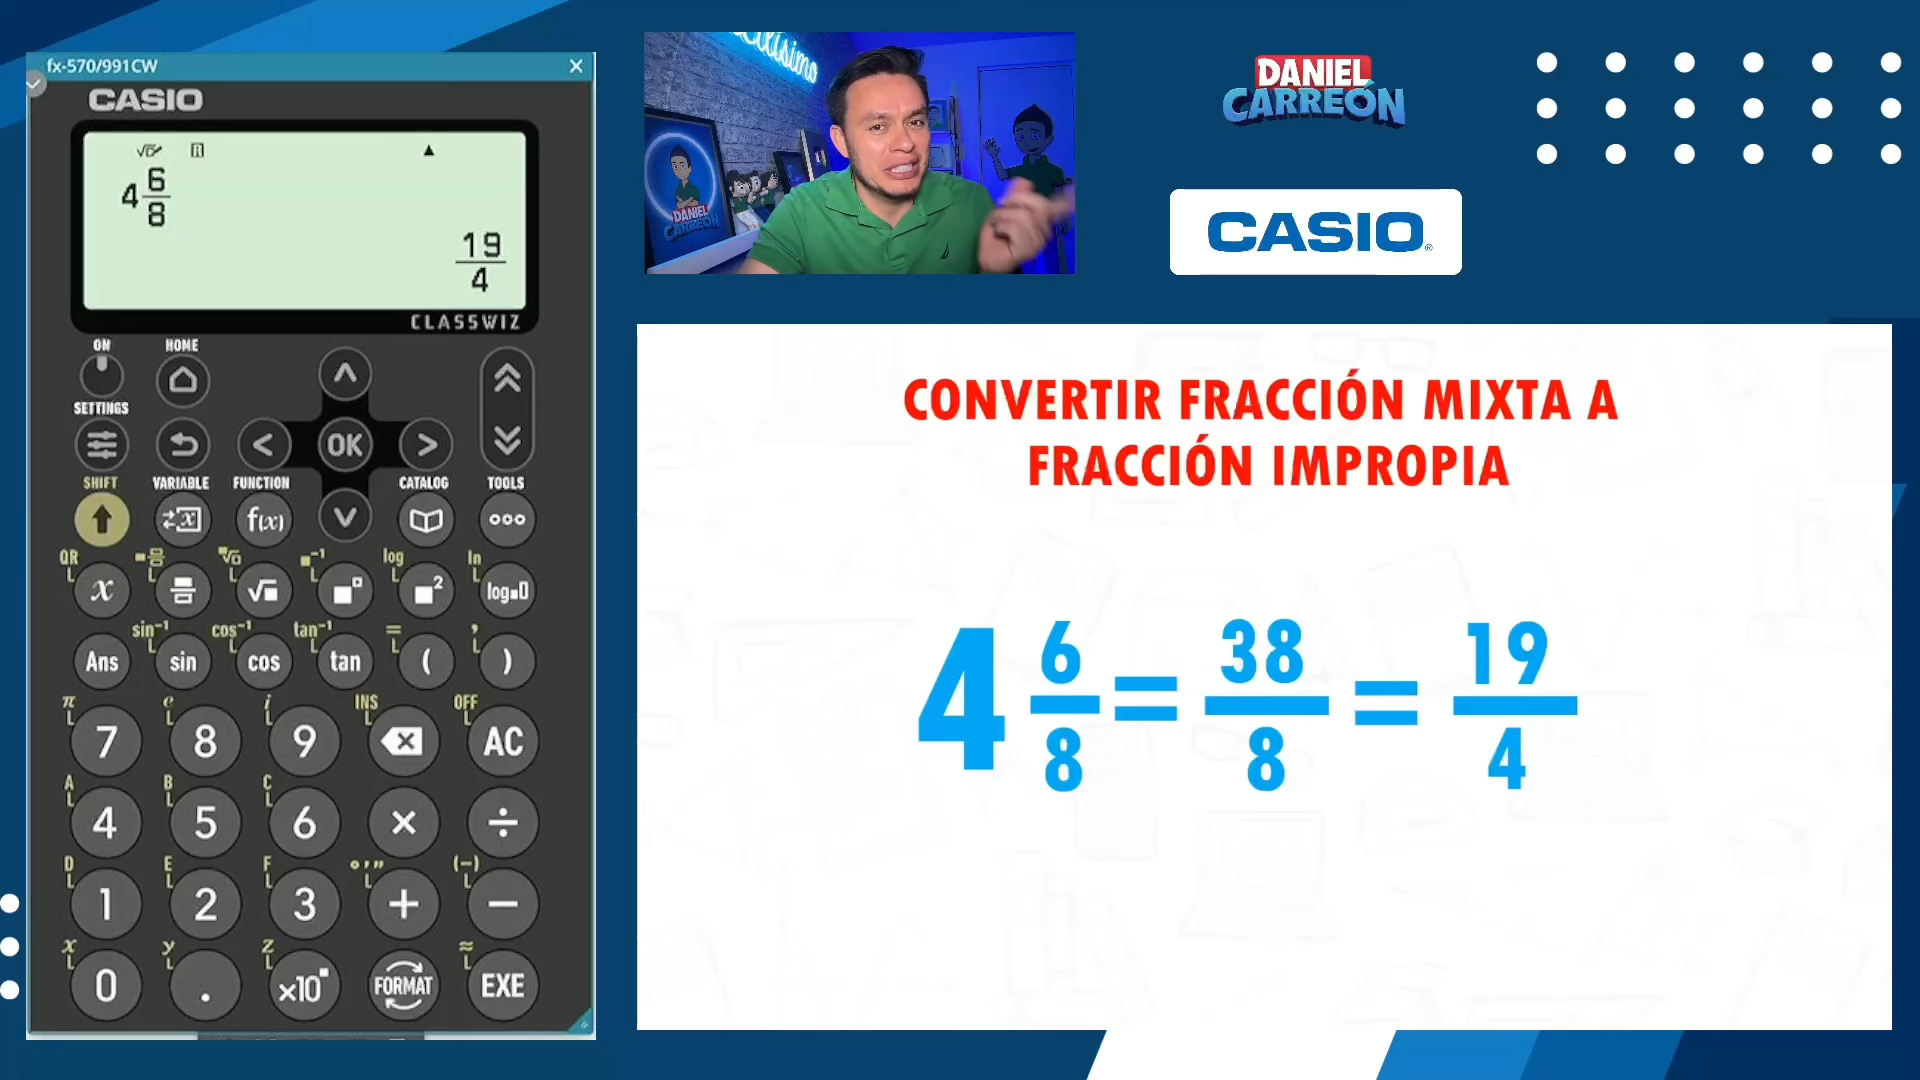 fx-570/991CW
CASIO
4 6/8
19/4
CLASSWIZ
ON
HOME
SETTINGS
OK
SHIFT
VARIABLE
FUNCTION
CATALOG
TOOLS
f(x)
QR
log
ln
x
log
sin⁻¹
cos⁻¹
tan⁻¹
=
,
Ans
sin
cos
tan
(
)
π
e
i
INS
OFF
7
8
9
AC
A
B
C
4
5
6
×
÷
D
E
F
° ' "
(−)
1
2
3
+
−
x
y
z
≈
0
.
×10
FORMAT
EXE
DANIEL
CARREÓN
DANIEL
CARREÓN
CASIO®
CONVERTIR FRACCIÓN MIXTA A
FRACCIÓN IMPROPIA
4 6/8 = 38/8 = 19/4